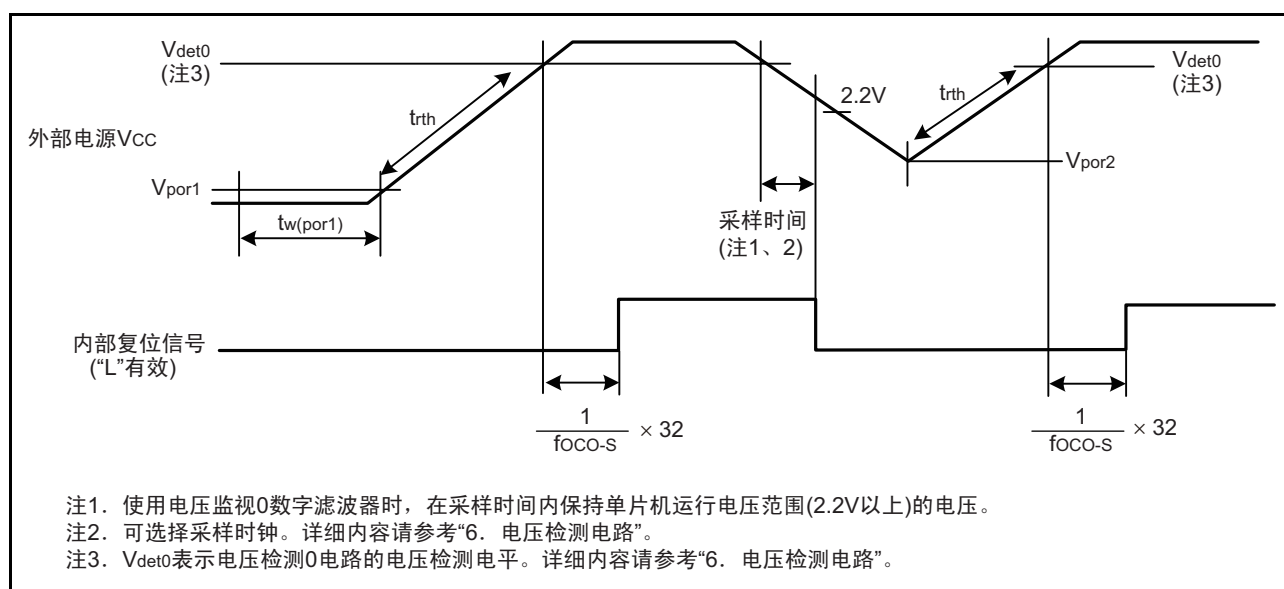 Vdet0
(注3)
trth
外部电源VCC
Vpor1
tw(por1)
2.2V
trth
Vdet0
(注3)
Vpor2
采样时间
(注1、2)
内部复位信号
(“L”有效)
1
fOCO-S
× 32
1
fOCO-S
× 32
注1. 使用电压监视0数字滤波器时，在采样时间内保持单片机运行电压范围(2.2V以上)的电压。
注2. 可选择采样时钟。详细内容请参考“6. 电压检测电路”。
注3. Vdet0表示电压检测0电路的电压检测电平。详细内容请参考“6. 电压检测电路”。